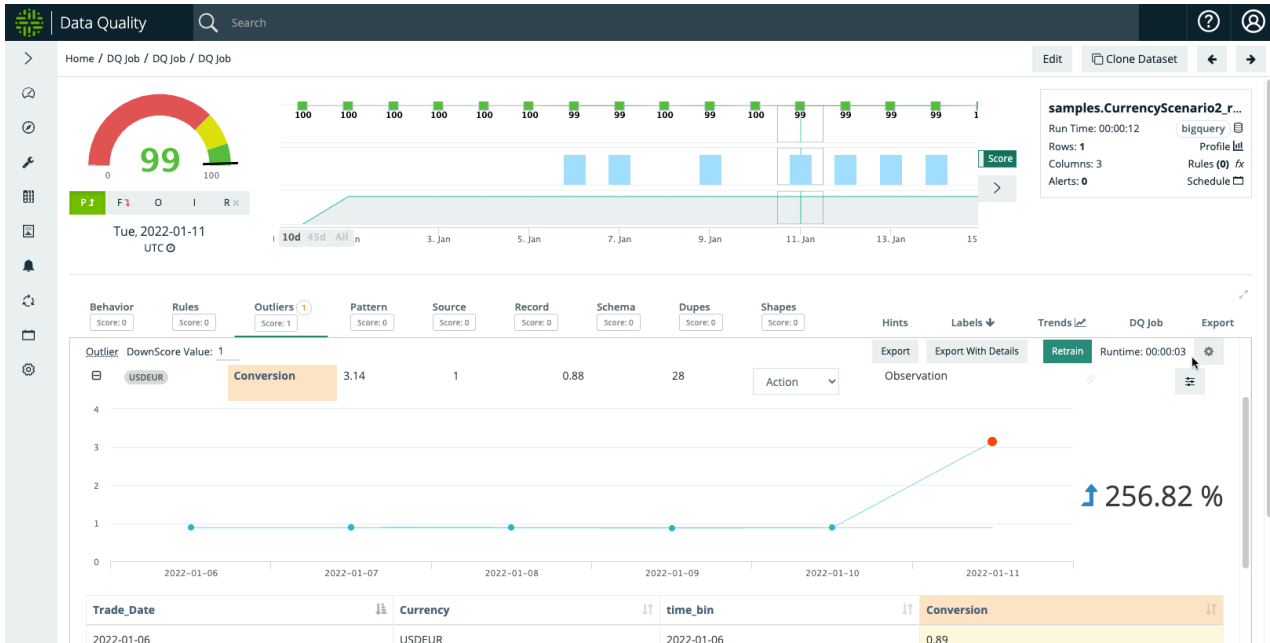 Data Quality
Search
Home / DQ Job / DQ Job / DQ Job
Edit
Clone Dataset
99
0
100
P F O I R
Tue, 2022-01-11
UTC
100 100 100 100 100 100 99 99 100 99 99 99 99 99 1
Score
10d 45d All
3. Jan 5. Jan 7. Jan 9. Jan 11. Jan 13. Jan 15
samples.CurrencyScenario2_r...
Run Time: 00:00:12 bigquery
Rows: 1 Profile
Columns: 3 Rules (0) fx
Alerts: 0 Schedule
Behavior Rules Outliers 1 Pattern Source Record Schema Dupes Shapes
Score: 0 Score: 0 Score: 1 Score: 0 Score: 0 Score: 0 Score: 0 Score: 0 Score: 0
Hints Labels Trends DQ Job Export
Outlier DownScore Value: 1
Export Export With Details Retrain Runtime: 00:00:03
USDEUR Conversion 3.14 1 0.88 28 Action Observation
4
3
2
1
0
2022-01-06 2022-01-07 2022-01-08 2022-01-09 2022-01-10 2022-01-11
256.82 %
Trade_Date Currency time_bin Conversion
2022-01-06 USDEUR 2022-01-06 0.89